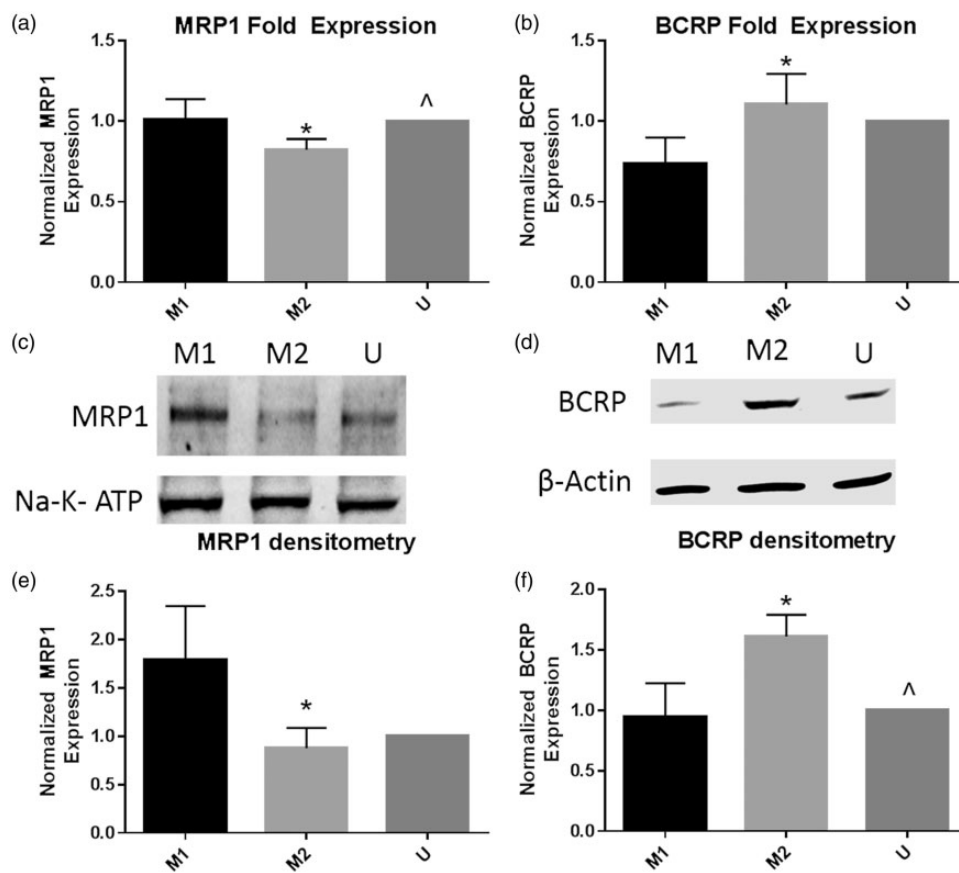 (a)
MRP1 Fold Expression
Normalized MRP1
Expression
1.5
1.0
0.5
0.0
*
^
M1
M2
U
(b)
BCRP Fold Expression
Normalized BCRP
Expression
1.5
1.0
0.5
0.0
*
M1
M2
U
(c)
M1 M2 U
MRP1
Na-K- ATP
(d)
M1 M2 U
BCRP
β-Actin
(e)
MRP1 densitometry
Normalized MRP1
Expression
2.5
2.0
1.5
1.0
0.5
0.0
*
M1
M2
U
(f)
BCRP densitometry
Normalized BCRP
Expression
2.0
1.5
1.0
0.5
0.0
*
^
M1
M2
U